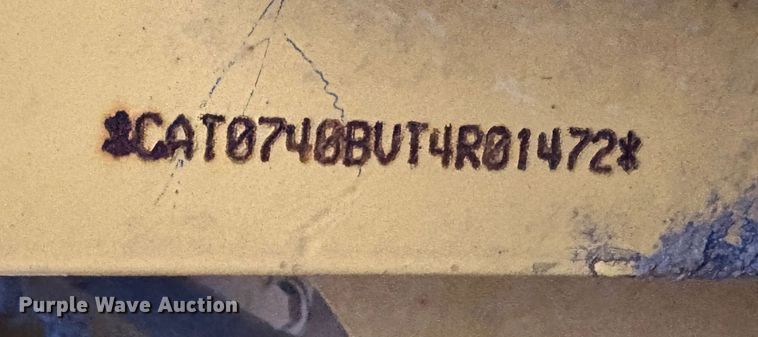 *CAT0740BVT4R01472*
Purple Wave Auction